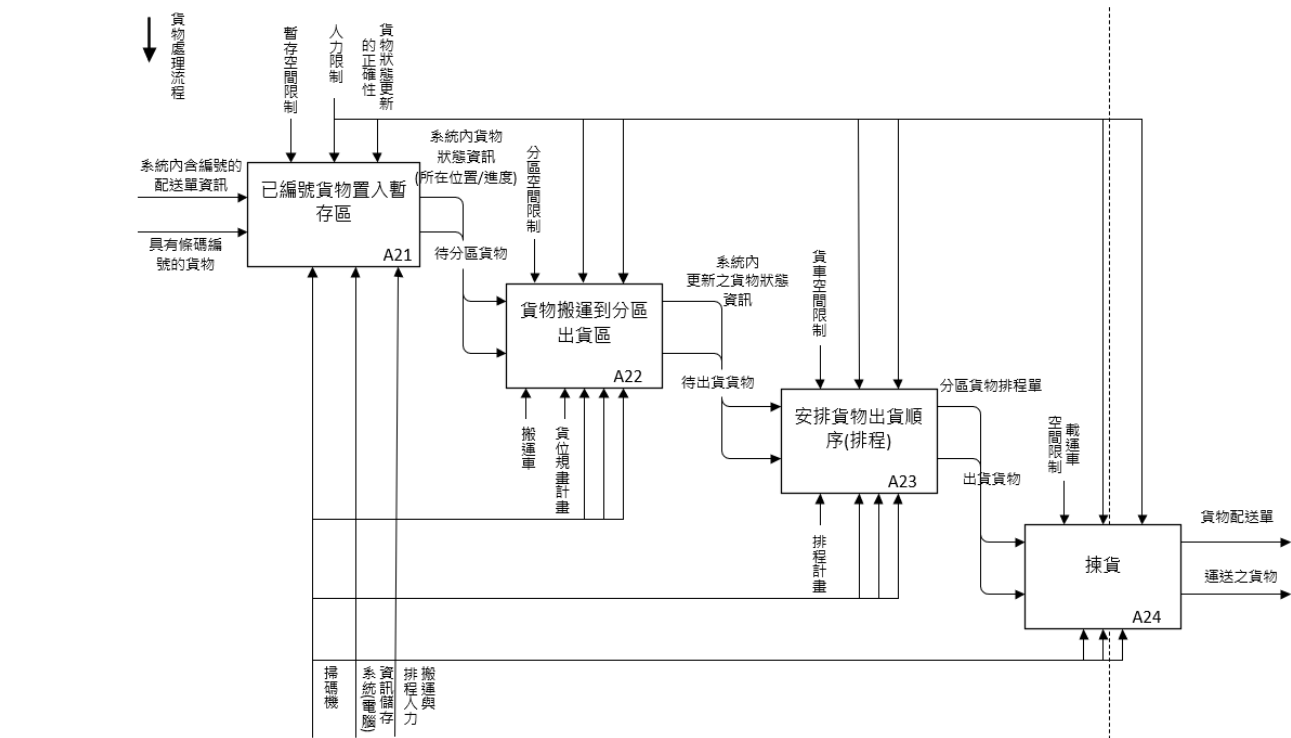 貨物處理流程
暫存空間限制
人力限制
貨物狀態更新
的正確性
系統內含編號的
配送單資訊
具有條碼編
號的貨物
已編號貨物置入暫
存區
A21
系統內貨物
狀態資訊
(所在位置/進度)
待分區貨物
分區空間限制
貨物搬運到分區
出貨區
A22
搬運車
貨位規畫計畫
系統內
更新之貨物狀態
資訊
待出貨貨物
貨車空間限制
安排貨物出貨順
序(排程)
A23
排程計畫
分區貨物排程單
出貨貨物
載運車
空間限制
揀貨
A24
貨物配送單
運送之貨物
掃碼機
資訊儲存
系統(電腦)
搬運與
排程人力